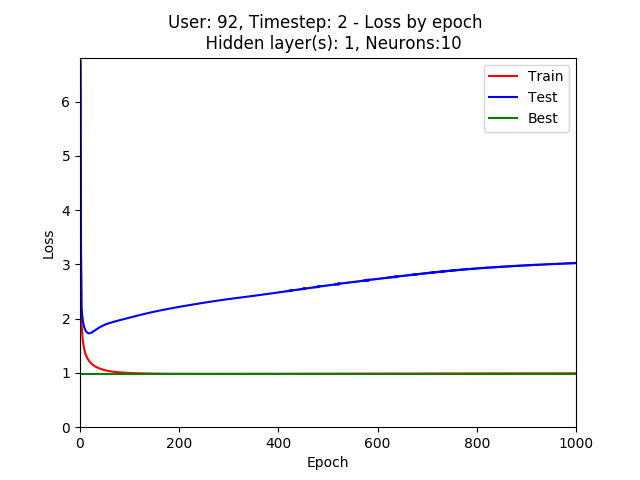 User: 92, Timestep: 2 - Loss by epoch
Hidden layer(s): 1, Neurons:10
Train
Test
Best
6
5
4
3
2
1
0
Loss
0 200 400 600 800 1000
Epoch